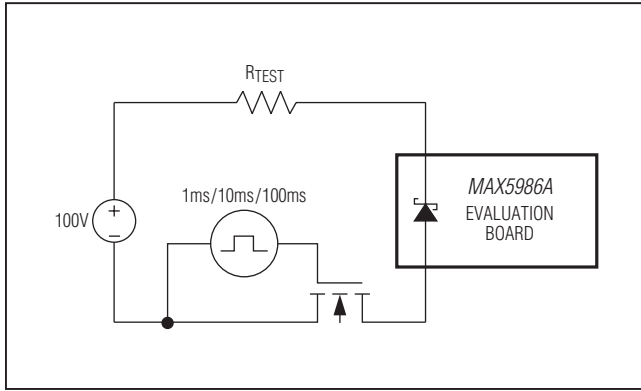 RTEST
1ms/10ms/100ms
100V
+
–
MAX5986A
EVALUATION
BOARD